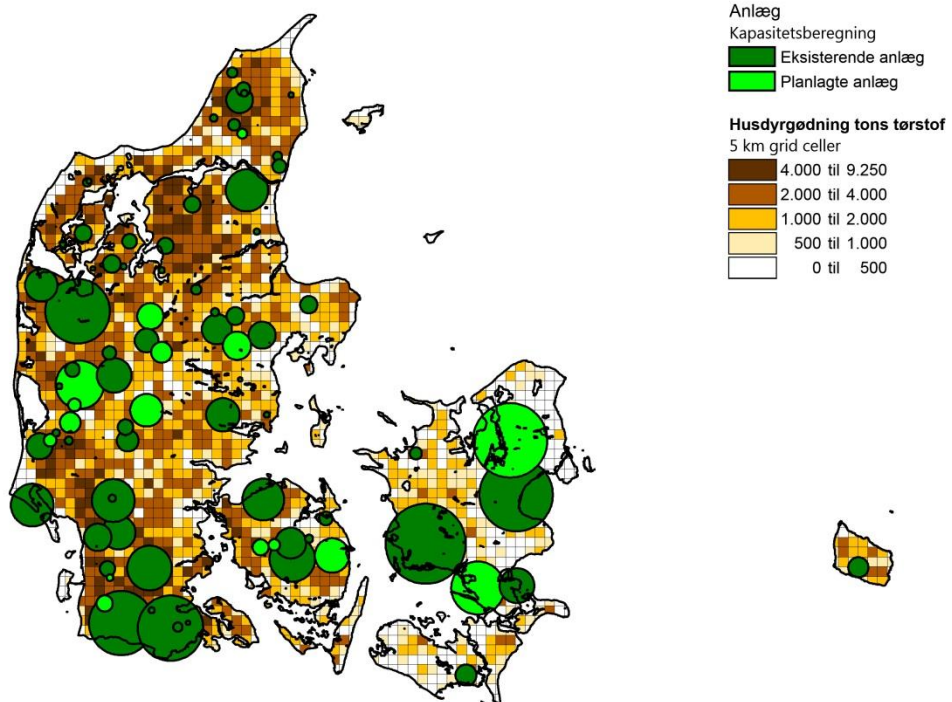 Anlæg
Kapasitetsberegning
Eksisterende anlæg
Planlagte anlæg
Husdyrgødning tons tørstof
5 km grid celler
4.000 til 9.250
2.000 til 4.000
1.000 til 2.000
500 til 1.000
0 til 500